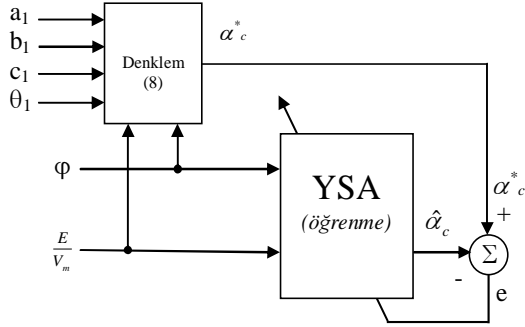 a₁
b₁
c₁
θ₁
Denklem
(8)
α*c
φ
E/Vm
YSA
(öğrenme)
α̂c
α*c
+
Σ
-
e